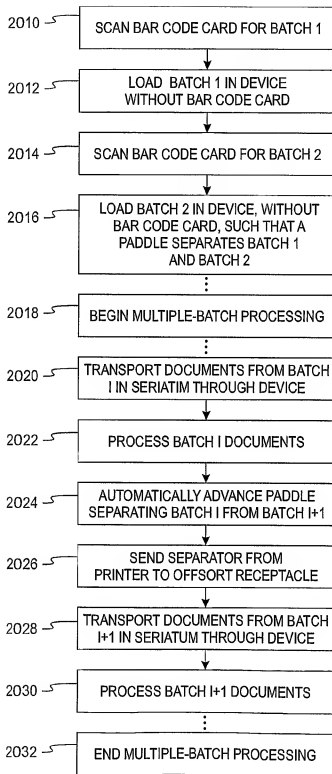 2010
SCAN BAR CODE CARD FOR BATCH 1
2012
LOAD BATCH 1 IN DEVICE
WITHOUT BAR CODE CARD
2014
SCAN BAR CODE CARD FOR BATCH 2
2016
LOAD BATCH 2 IN DEVICE, WITHOUT
BAR CODE CARD, SUCH THAT A
PADDLE SEPARATES BATCH 1
AND BATCH 2
2018
BEGIN MULTIPLE-BATCH PROCESSING
2020
TRANSPORT DOCUMENTS FROM BATCH
I IN SERIATIM THROUGH DEVICE
2022
PROCESS BATCH I DOCUMENTS
2024
AUTOMATICALLY ADVANCE PADDLE
SEPARATING BATCH I FROM BATCH I+1
2026
SEND SEPARATOR FROM
PRINTER TO OFFSORT RECEPTACLE
2028
TRANSPORT DOCUMENTS FROM BATCH
I+1 IN SERIATUM THROUGH DEVICE
2030
PROCESS BATCH I+1 DOCUMENTS
2032
END MULTIPLE-BATCH PROCESSING